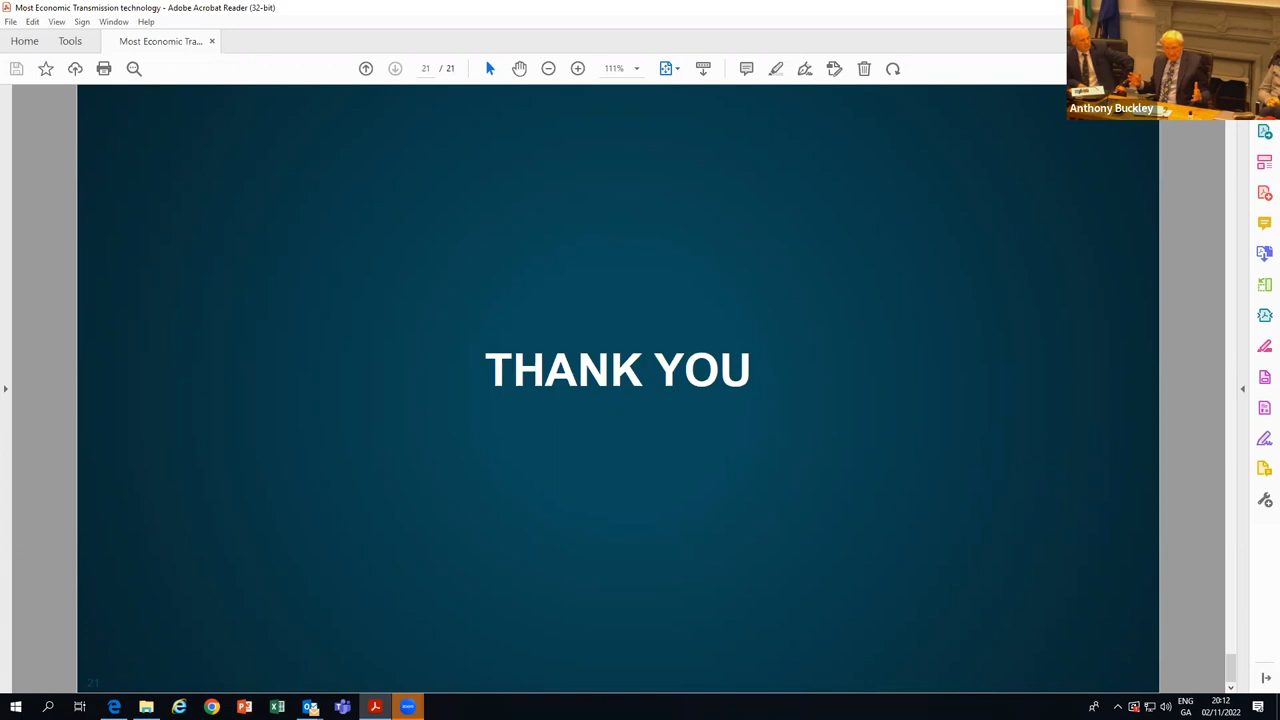 Most Economic Transmission technology - Adobe Acrobat Reader (32-bit)
File Edit View Sign Window Help
Home Tools Most Economic Tra... ×
21 / 21 111%
Anthony Buckley
THANK YOU
21
ENG 20:12
GA 02/11/2022